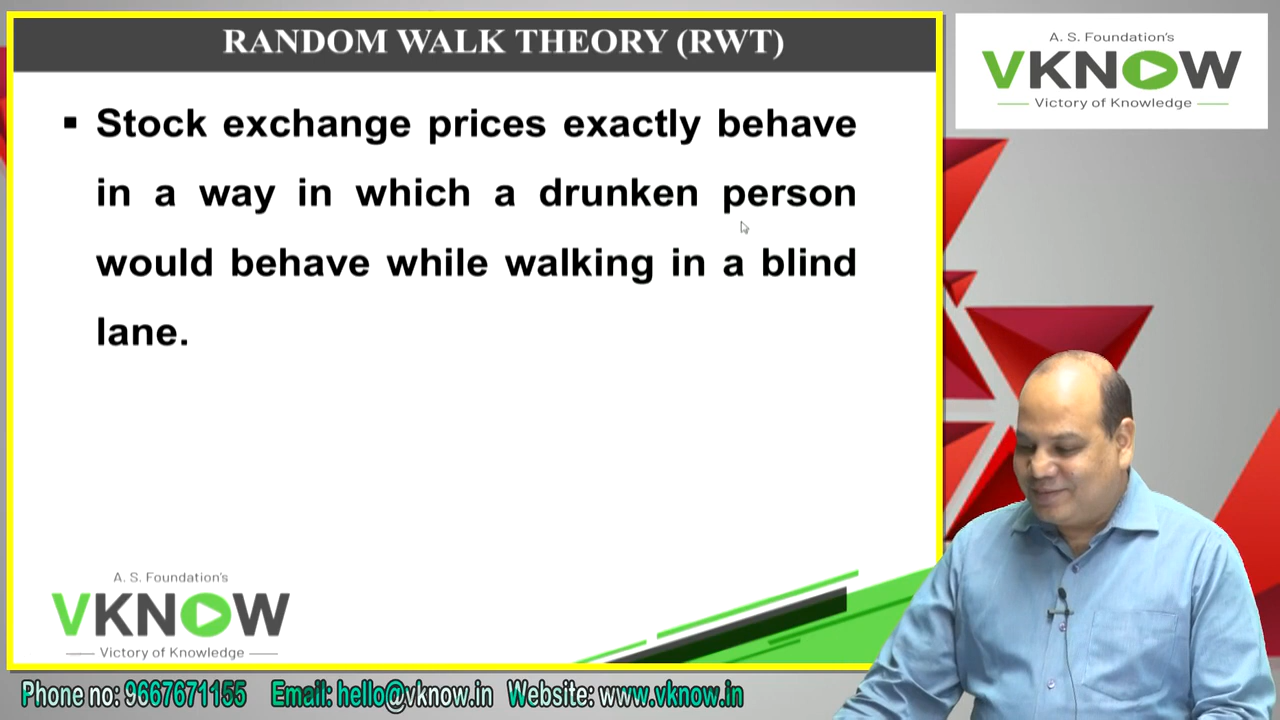 RANDOM WALK THEORY (RWT)
A. S. Foundation's
VKNOW
Victory of Knowledge
▪ Stock exchange prices exactly behave
in a way in which a drunken person
would behave while walking in a blind
lane.
A. S. Foundation's
VKNOW
Victory of Knowledge
Phone no: 9667671155 Email: hello@vknow.in Website: www.vknow.in